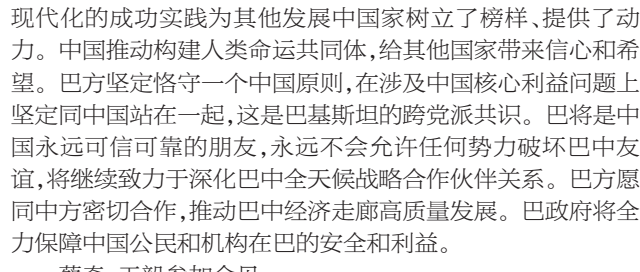 现代化的成功实践为其他发展中国家树立了榜样、提供了动
力。中国推动构建人类命运共同体,给其他国家带来信心和希
望。巴方坚定恪守一个中国原则,在涉及中国核心利益问题上
坚定同中国站在一起,这是巴基斯坦的跨党派共识。巴将是中
国永远可信可靠的朋友,永远不会允许任何势力破坏巴中友
谊,将继续致力于深化巴中全天候战略合作伙伴关系。巴方愿
同中方密切合作,推动巴中经济走廊高质量发展。巴政府将全
力保障中国公民和机构在巴的安全和利益。
蔡奇、王毅参加会见。